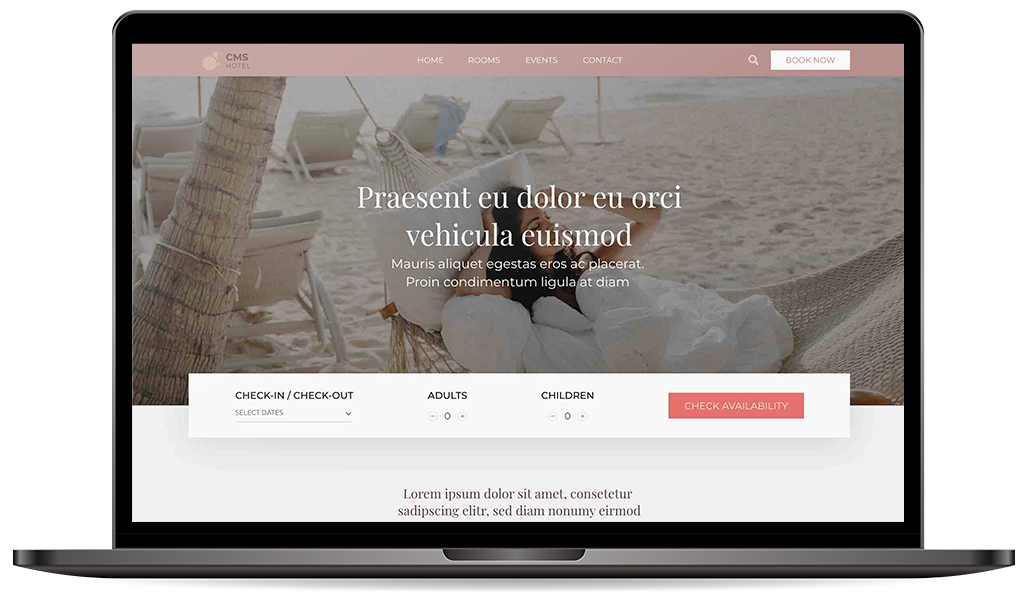 CMS
HOTEL
HOME ROOMS EVENTS CONTACT
BOOK NOW
Praesent eu dolor eu orci
vehicula euismod
Mauris aliquet egestas eros ac placerat.
Proin condimentum ligula at diam
CHECK-IN / CHECK-OUT
SELECT DATES
ADULTS
− 0 +
CHILDREN
− 0 +
CHECK AVAILABILITY
Lorem ipsum dolor sit amet, consetetur
sadipscing elitr, sed diam nonumy eirmod